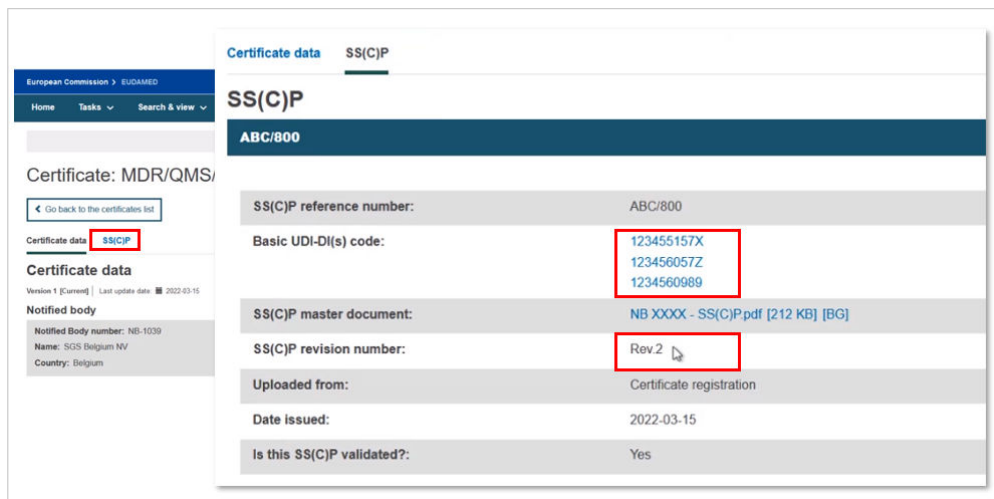 European Commission > EUDAMED
Home Tasks Search & view
Certificate: MDR/QMS/
Go back to the certificates list
Certificate data SS(C)P
Certificate data
Version 1 [Current] | Last update date: 2022-03-15
Notified body
Notified Body number: NB-1039
Name: SGS Belgium NV
Country: Belgium
Certificate data SS(C)P
SS(C)P
ABC/800
SS(C)P reference number: ABC/800
Basic UDI-DI(s) code: 123455157X
123456057Z
1234560989
SS(C)P master document: NB XXXX - SS(C)P.pdf [212 KB] [BG]
SS(C)P revision number: Rev.2
Uploaded from: Certificate registration
Date issued: 2022-03-15
Is this SS(C)P validated?: Yes